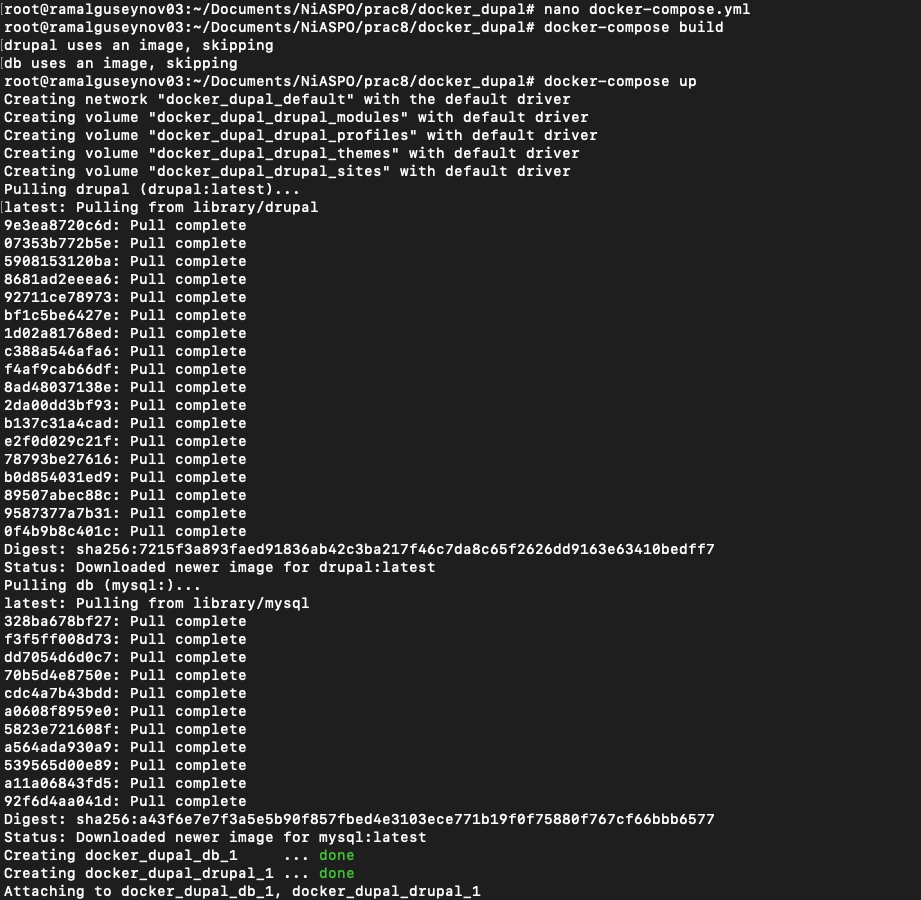 [root@ramalguseynov03:~/Documents/NiASPO/prac8/docker_dupal# nano docker-compose.yml
root@ramalguseynov03:~/Documents/NiASPO/prac8/docker_dupal# docker-compose build
[drupal uses an image, skipping
[db uses an image, skipping
root@ramalguseynov03:~/Documents/NiASPO/prac8/docker_dupal# docker-compose up
Creating network "docker_dupal_default" with the default driver
Creating volume "docker_dupal_drupal_modules" with default driver
Creating volume "docker_dupal_drupal_profiles" with default driver
Creating volume "docker_dupal_drupal_themes" with default driver
Creating volume "docker_dupal_drupal_sites" with default driver
Pulling drupal (drupal:latest)...
[latest: Pulling from library/drupal
9e3ea8720c6d: Pull complete
07353b772b5e: Pull complete
5908153120ba: Pull complete
8681ad2eeea6: Pull complete
92711ce78973: Pull complete
bf1c5be6427e: Pull complete
1d02a81768ed: Pull complete
c388a546afa6: Pull complete
f4af9cab66df: Pull complete
8ad48037138e: Pull complete
2da00dd3bf93: Pull complete
b137c31a4cad: Pull complete
e2f0d029c21f: Pull complete
78793be27616: Pull complete
b0d854031ed9: Pull complete
89507abec88c: Pull complete
9587377a7b31: Pull complete
0f4b9b8c401c: Pull complete
Digest: sha256:7215f3a893faed91836ab42c3ba217f46c7da8c65f2626dd9163e63410bedff7
Status: Downloaded newer image for drupal:latest
Pulling db (mysql:)...
latest: Pulling from library/mysql
328ba678bf27: Pull complete
f3f5ff008d73: Pull complete
dd7054d6d0c7: Pull complete
70b5d4e8750e: Pull complete
cdc4a7b43bdd: Pull complete
a0608f8959e0: Pull complete
5823e721608f: Pull complete
a564ada930a9: Pull complete
539565d00e89: Pull complete
a11a06843fd5: Pull complete
92f6d4aa041d: Pull complete
Digest: sha256:a43f6e7e7f3a5e5b90f857fbed4e3103ece771b19f0f75880f767cf66bbb6577
Status: Downloaded newer image for mysql:latest
Creating docker_dupal_db_1     ... done
Creating docker_dupal_drupal_1 ... done
Attaching to docker_dupal_db_1, docker_dupal_drupal_1